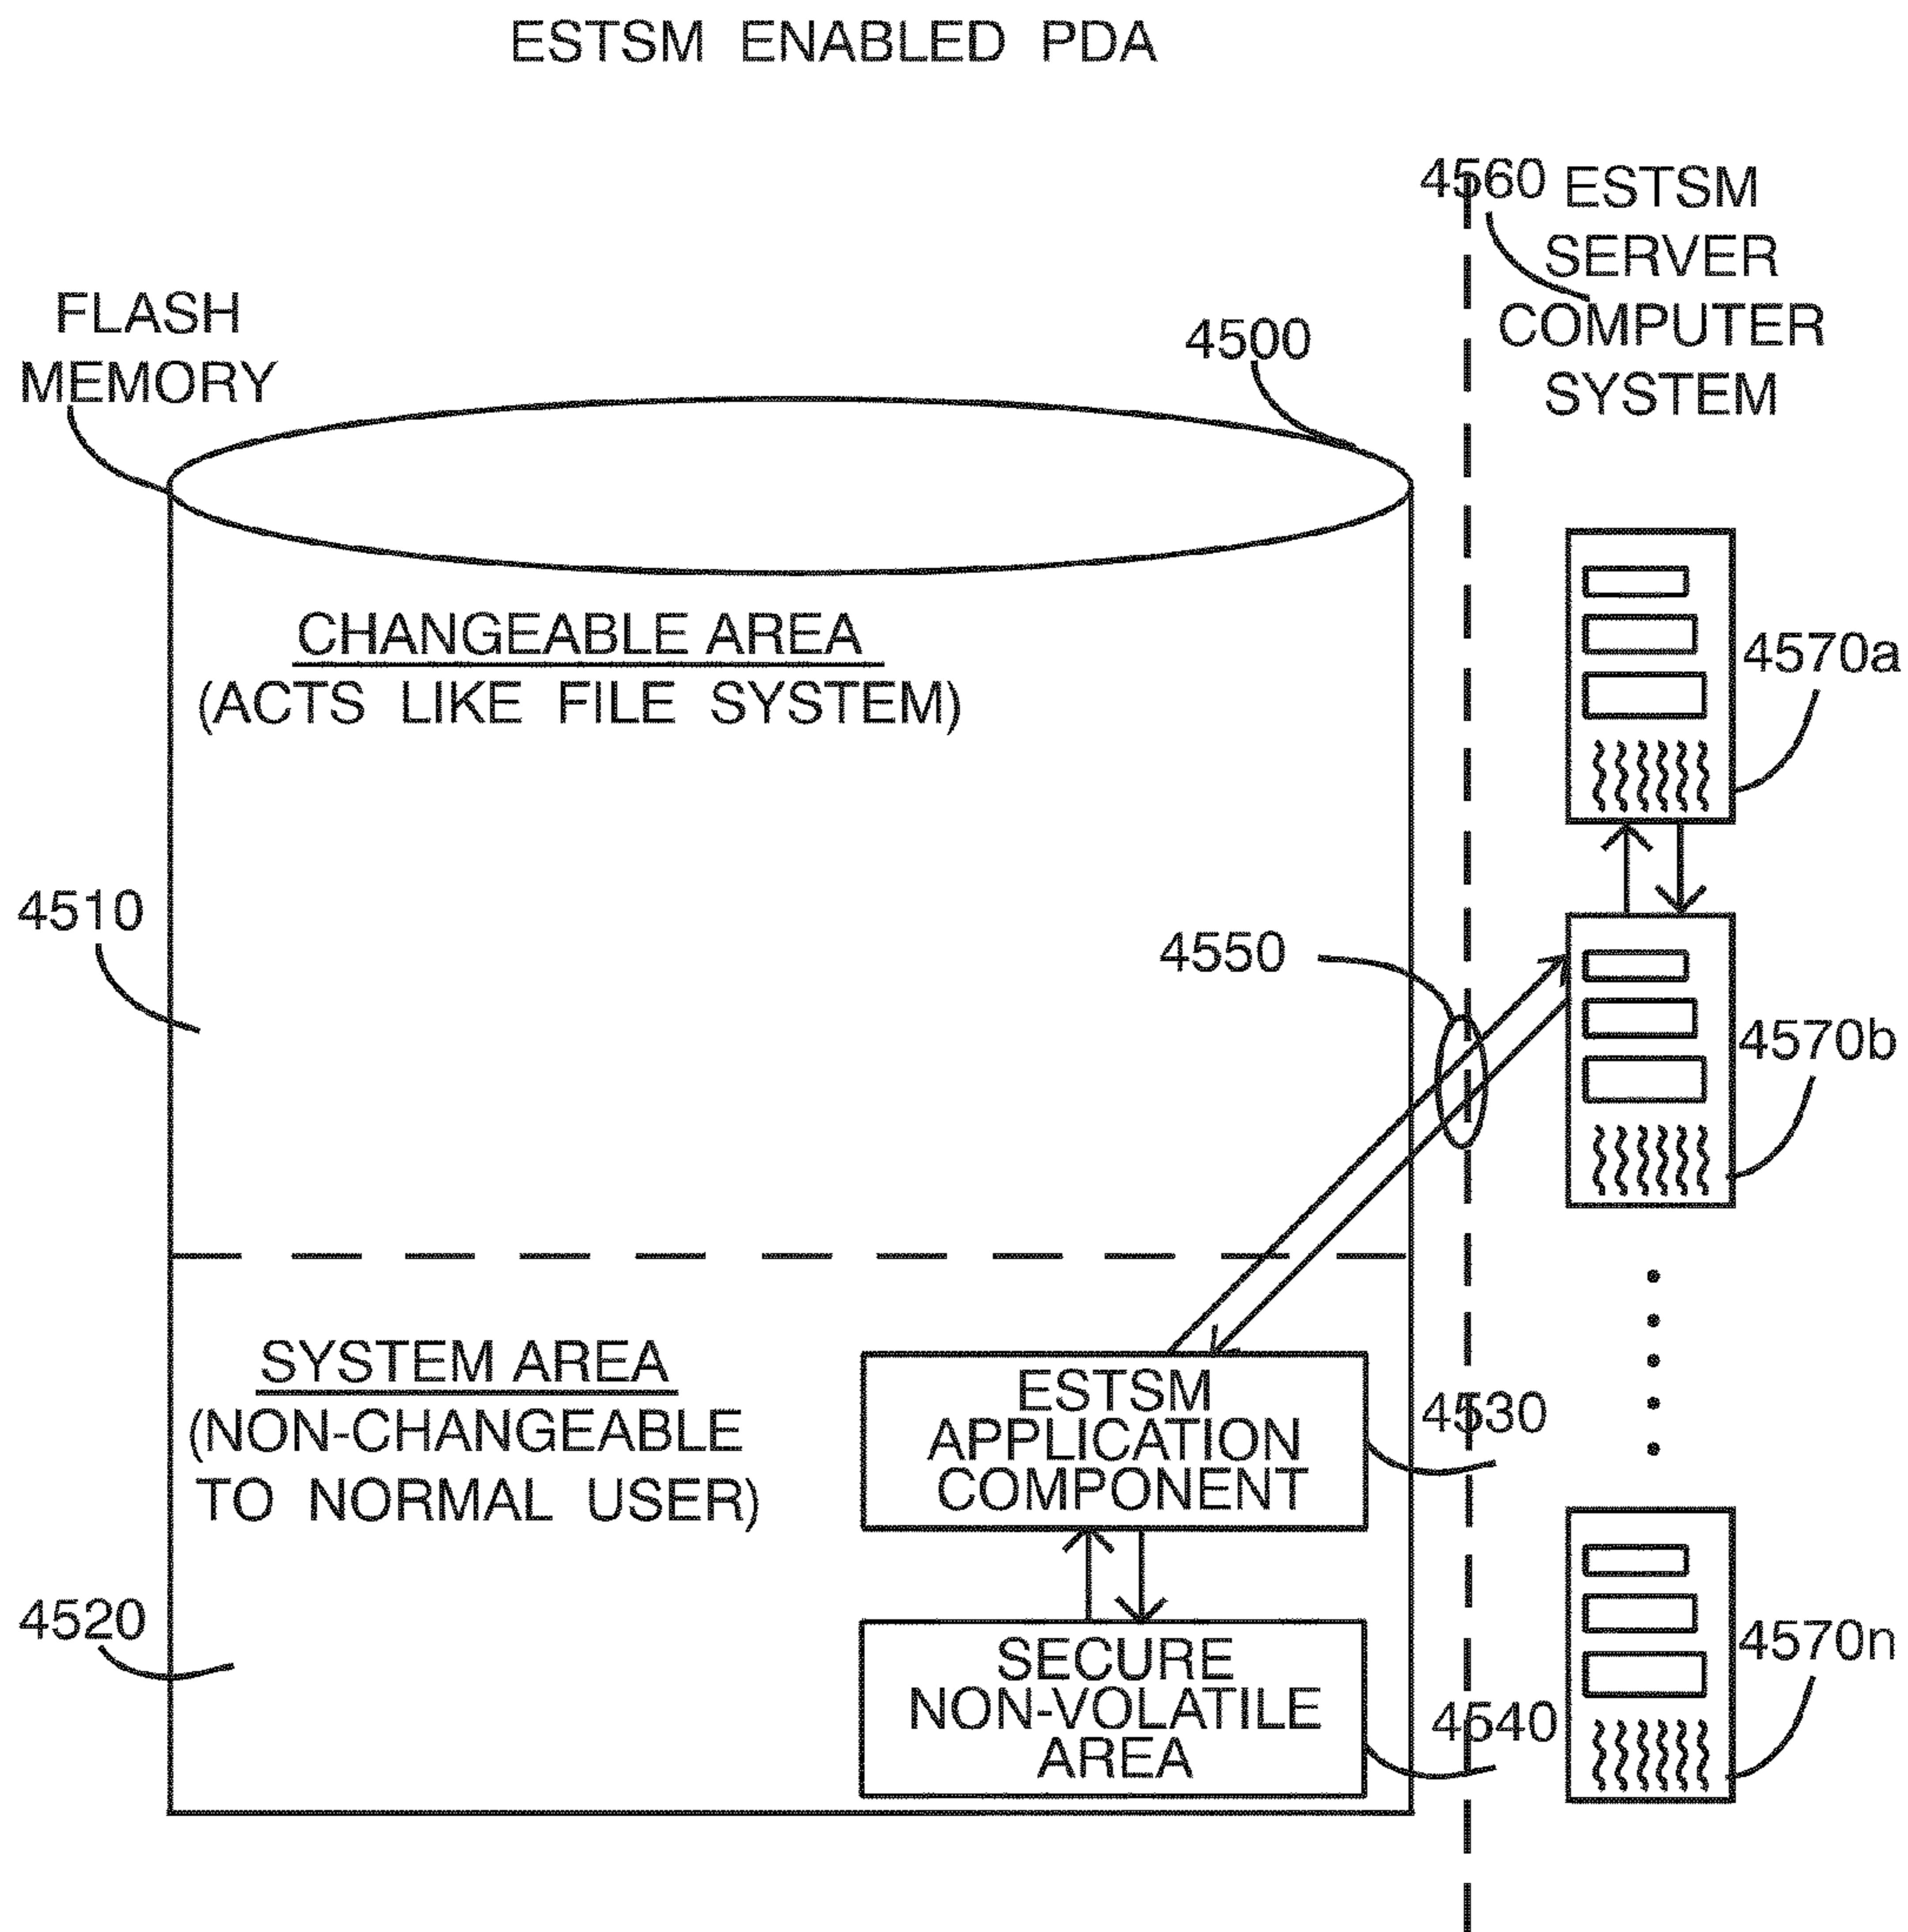 ESTSM ENABLED PDA
4560
ESTSM
SERVER
COMPUTER
SYSTEM
FLASH
MEMORY
4500
CHANGEABLE AREA
(ACTS LIKE FILE SYSTEM)
4570a
4510
4550
4570b
SYSTEM AREA
(NON-CHANGEABLE
TO NORMAL USER)
ESTSM
APPLICATION
COMPONENT
4530
4520
SECURE
NON-VOLATILE
AREA
4540
4570n